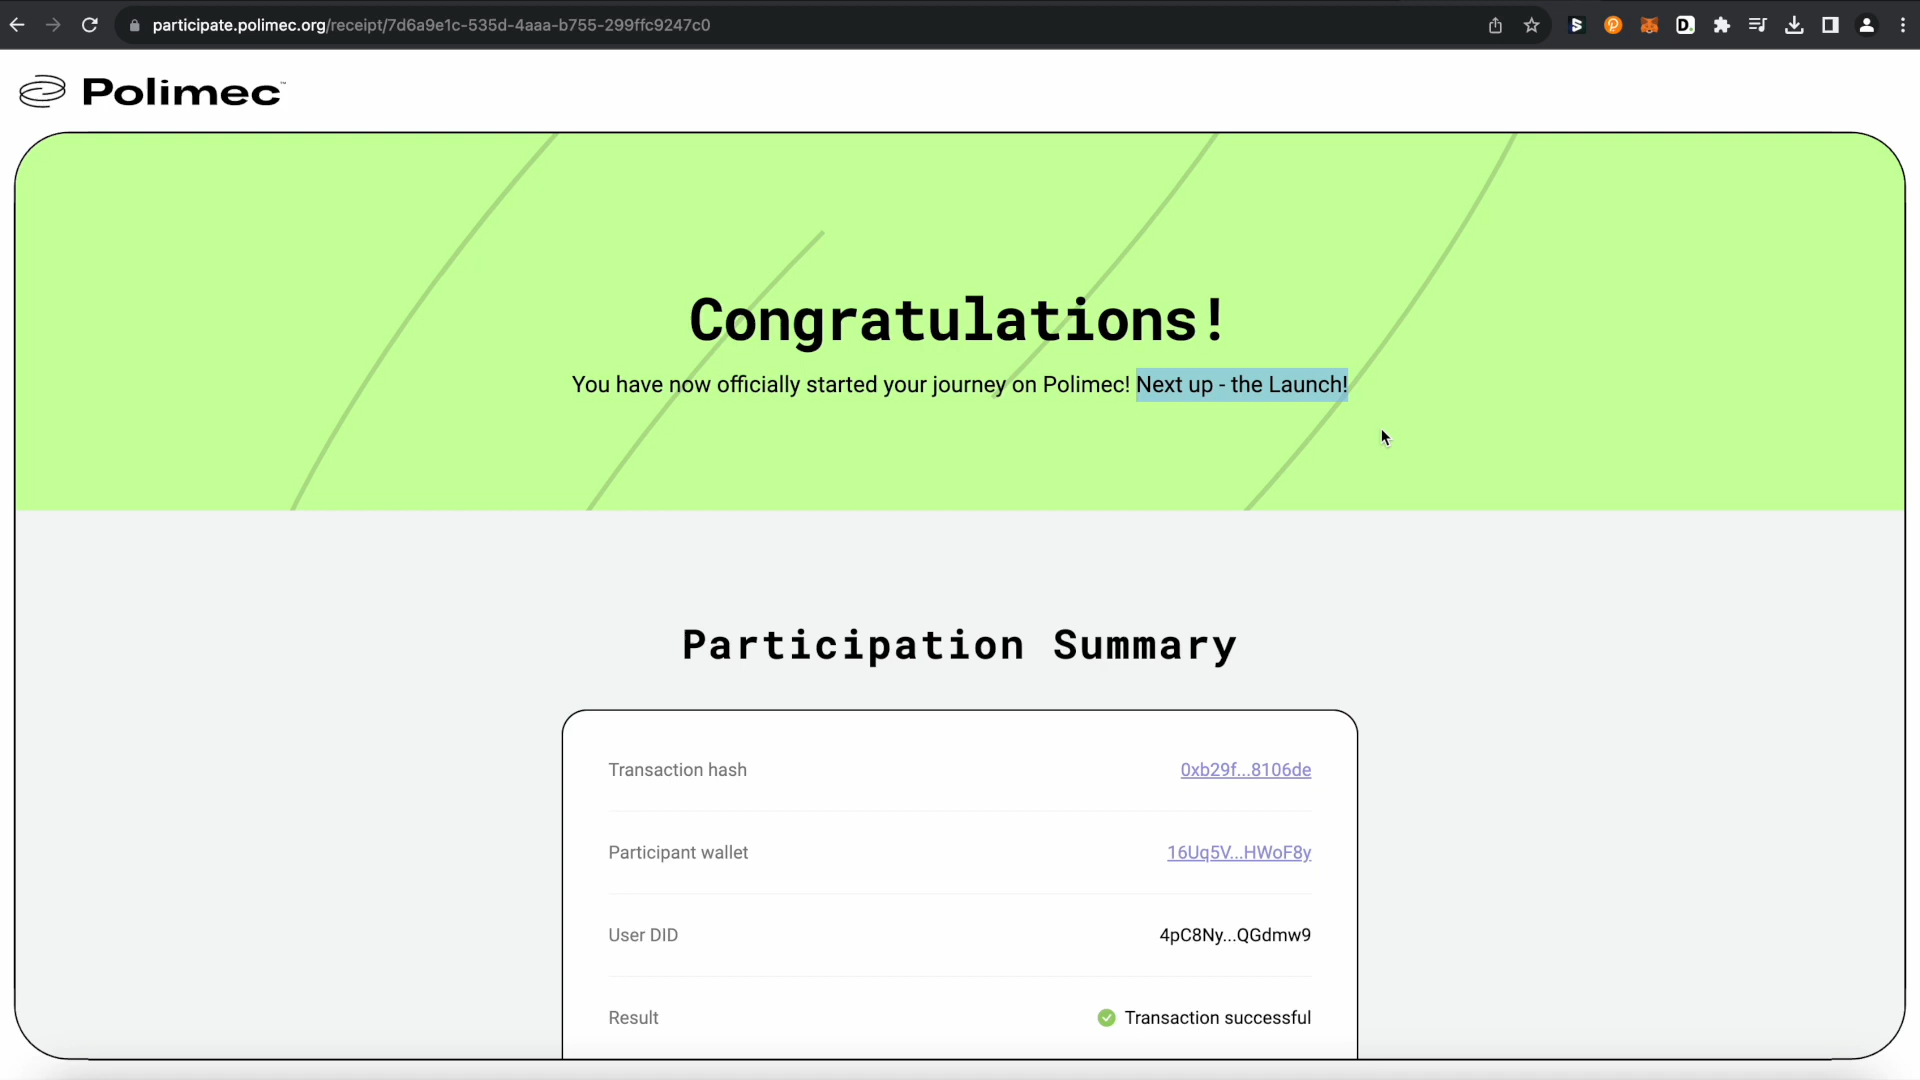 participate.polimec.org/receipt/7d6a9e1c-535d-4aaa-b755-299ffc9247c0
Polimec™
Congratulations!
You have now officially started your journey on Polimec! Next up - the Launch!
Participation Summary
Transaction hash 0xb29f...8106de
Participant wallet 16Uq5V...HWoF8y
User DID 4pC8Ny...QGdmw9
Result Transaction successful